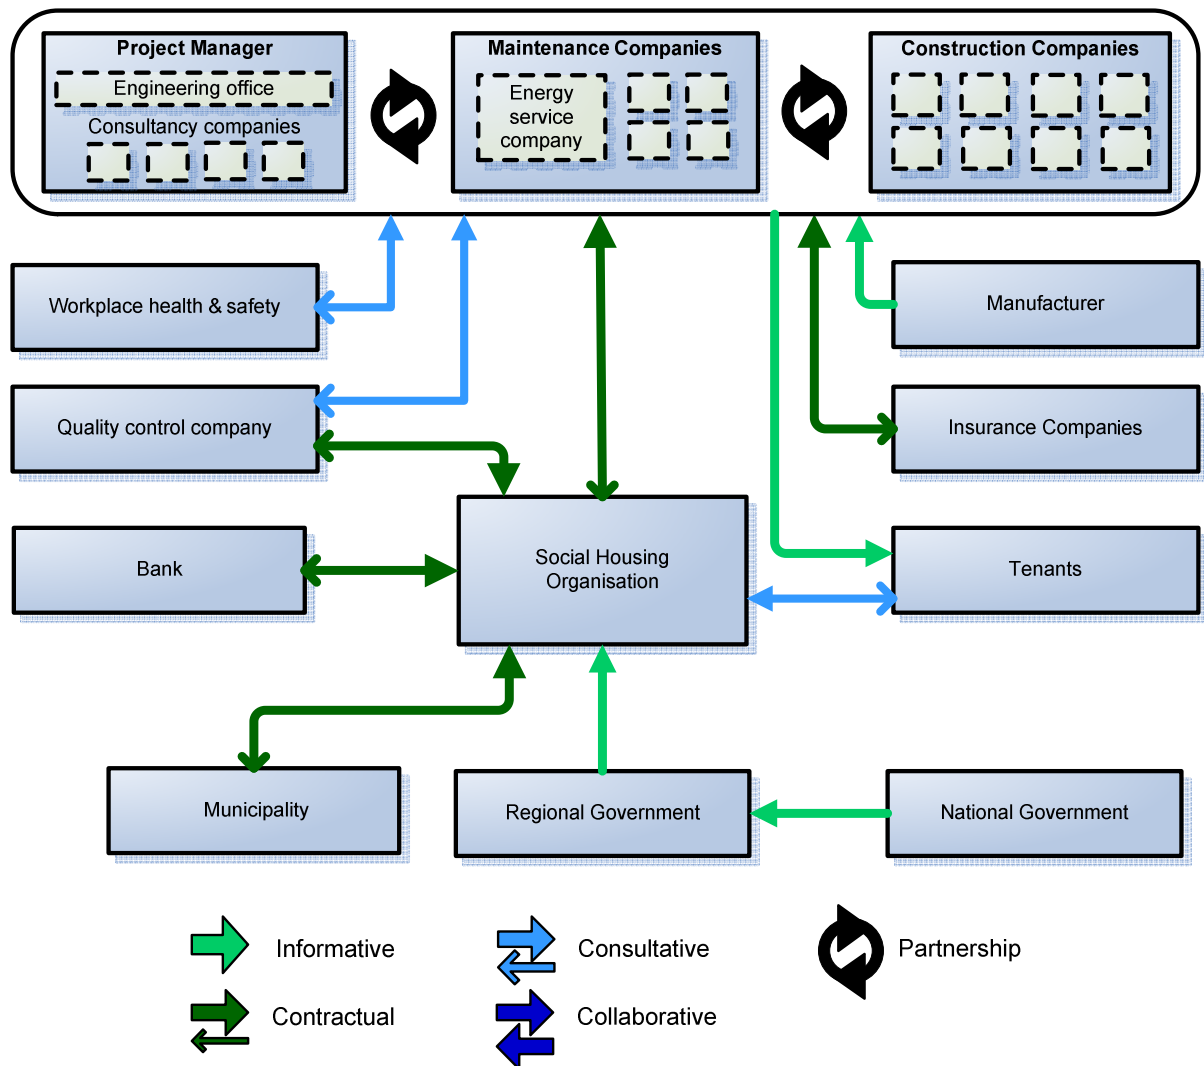 Project Manager
Engineering office
Consultancy companies
Maintenance Companies
Energy
service
company
Construction Companies
Workplace health & safety
Manufacturer
Quality control company
Insurance Companies
Bank
Social Housing
Organisation
Tenants
Municipality
Regional Government
National Government
Informative
Consultative
Partnership
Contractual
Collaborative